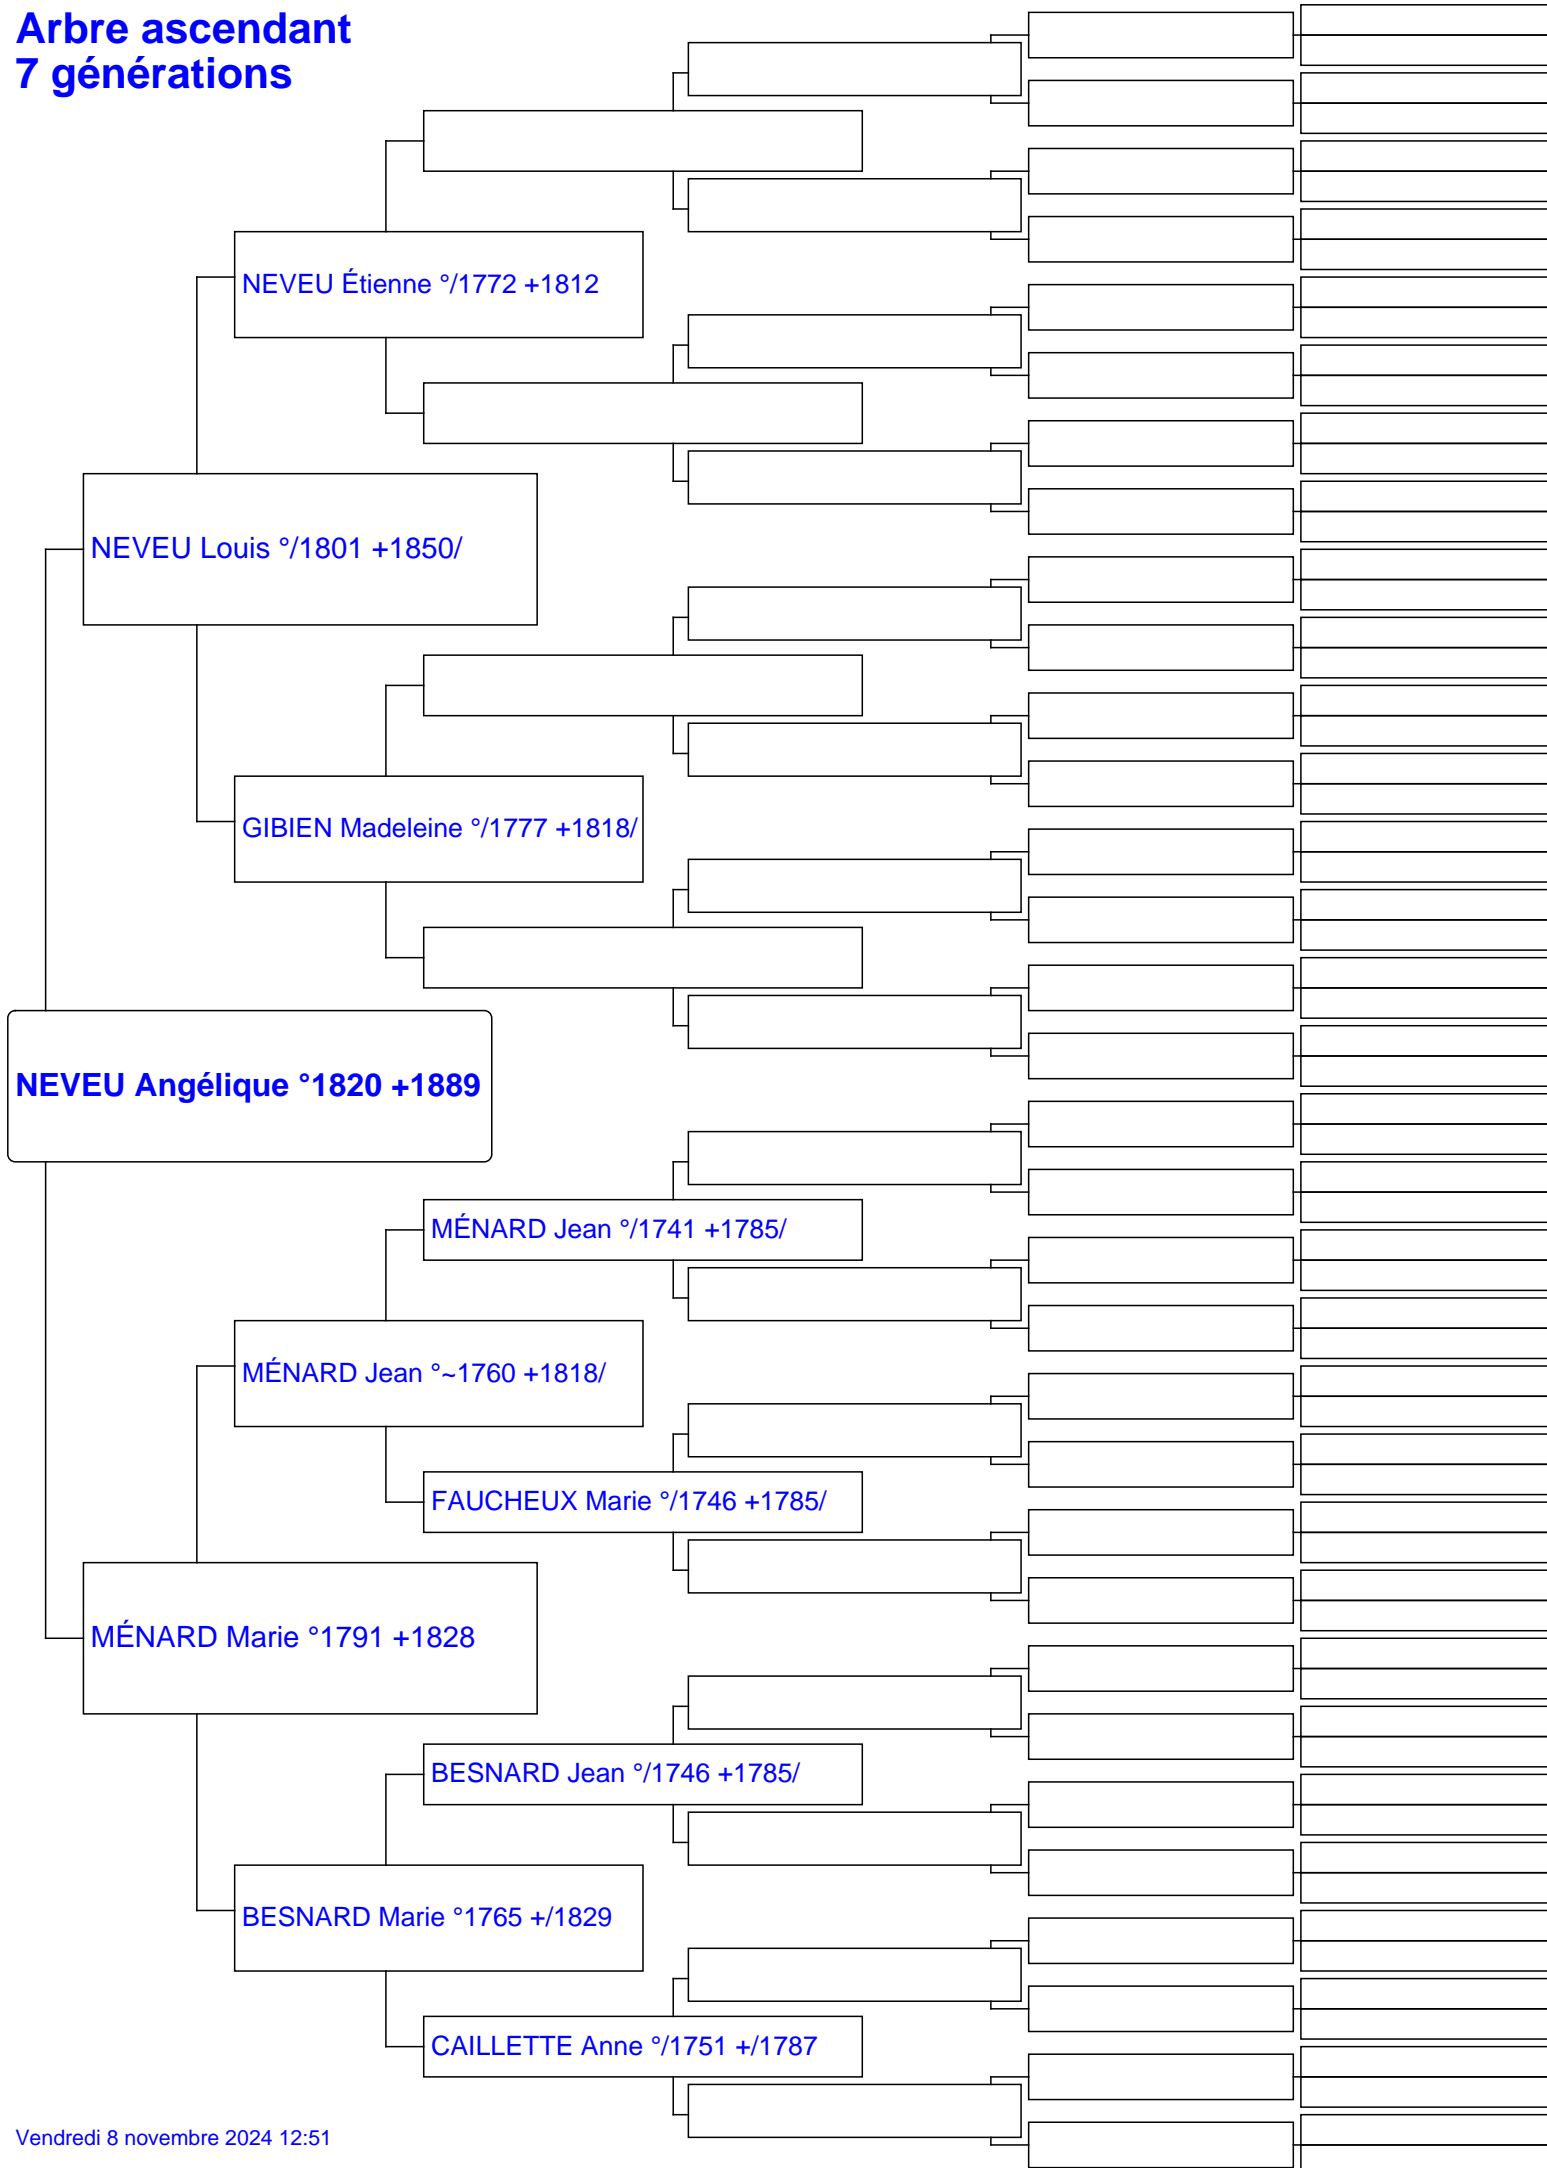 Arbre ascendant
7 générations
NEVEU Étienne °/1772 +1812
NEVEU Louis °/1801 +1850/
GIBIEN Madeleine °/1777 +1818/
NEVEU Angélique °1820 +1889
MÉNARD Jean °/1741 +1785/
MÉNARD Jean °~1760 +1818/
FAUCHEUX Marie °/1746 +1785/
MÉNARD Marie °1791 +1828
BESNARD Jean °/1746 +1785/
BESNARD Marie °1765 +/1829
CAILLETTE Anne °/1751 +/1787
Vendredi 8 novembre 2024 12:51